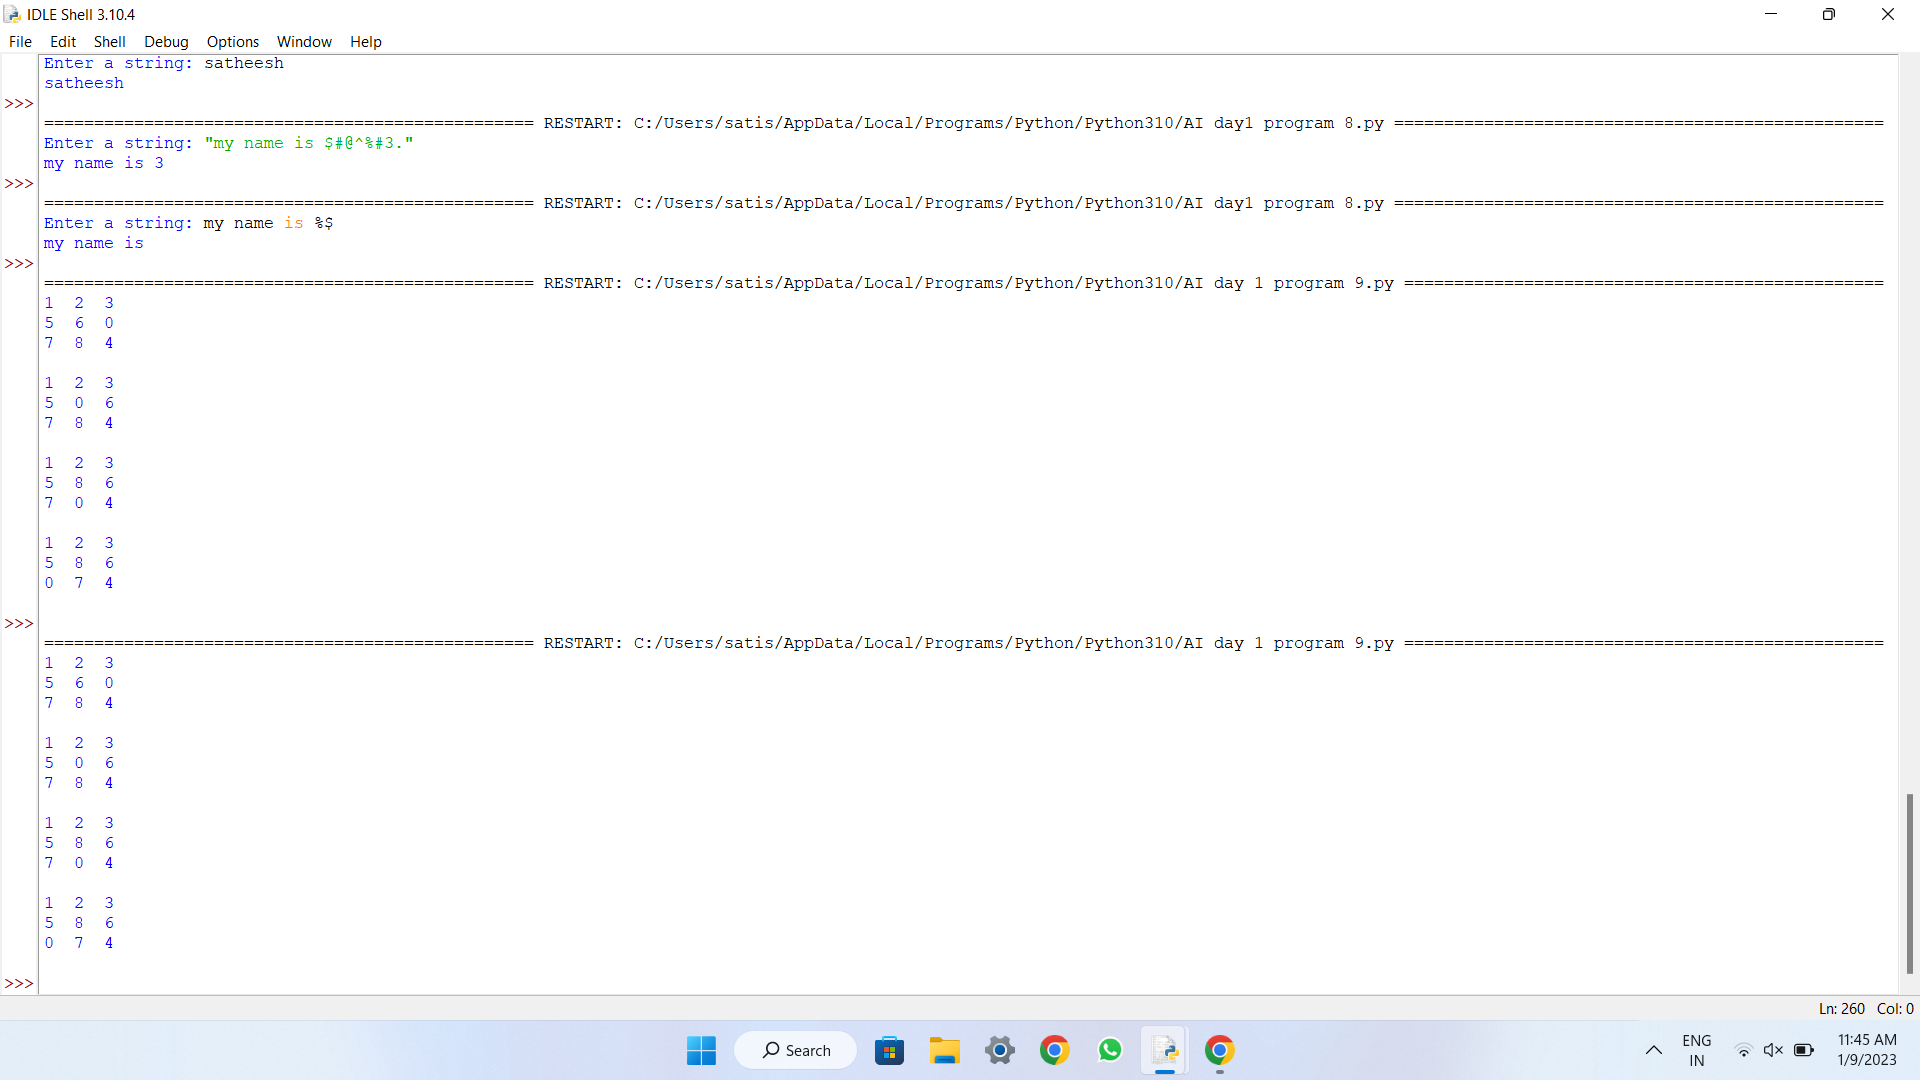 IDLE Shell 3.10.4
File Edit Shell Debug Options Window Help
Enter a string: satheesh
satheesh
>>>
================================================= RESTART: C:/Users/satis/AppData/Local/Programs/Python/Python310/AI day1 program 8.py =================================================
Enter a string: "my name is $#@^%#3."
my name is 3
>>>
================================================= RESTART: C:/Users/satis/AppData/Local/Programs/Python/Python310/AI day1 program 8.py =================================================
Enter a string: my name is %$
my name is
>>>
================================================= RESTART: C:/Users/satis/AppData/Local/Programs/Python/Python310/AI day 1 program 9.py ================================================
1 2 3
5 6 0
7 8 4
1 2 3
5 0 6
7 8 4
1 2 3
5 8 6
7 0 4
1 2 3
5 8 6
0 7 4
>>>
================================================= RESTART: C:/Users/satis/AppData/Local/Programs/Python/Python310/AI day 1 program 9.py ================================================
1 2 3
5 6 0
7 8 4
1 2 3
5 0 6
7 8 4
1 2 3
5 8 6
7 0 4
1 2 3
5 8 6
0 7 4
>>>
Ln: 260 Col: 0
Search
ENG
IN
11:45 AM
1/9/2023